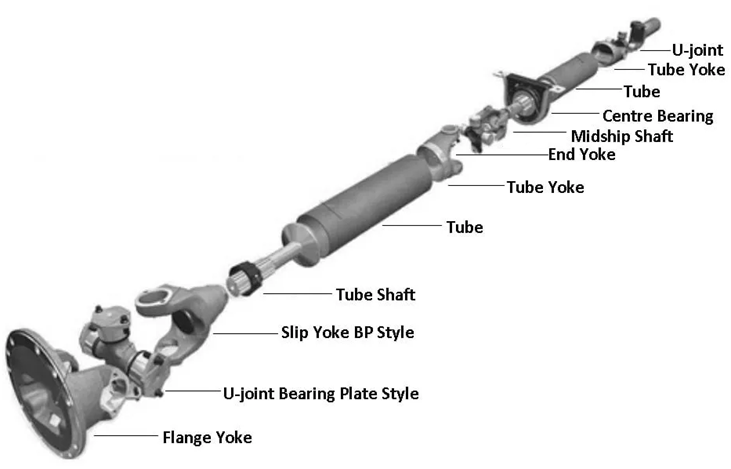 U-joint
Tube Yoke
Tube
Centre Bearing
Midship Shaft
End Yoke
Tube Yoke
Tube
Tube Shaft
Slip Yoke BP Style
U-joint Bearing Plate Style
Flange Yoke